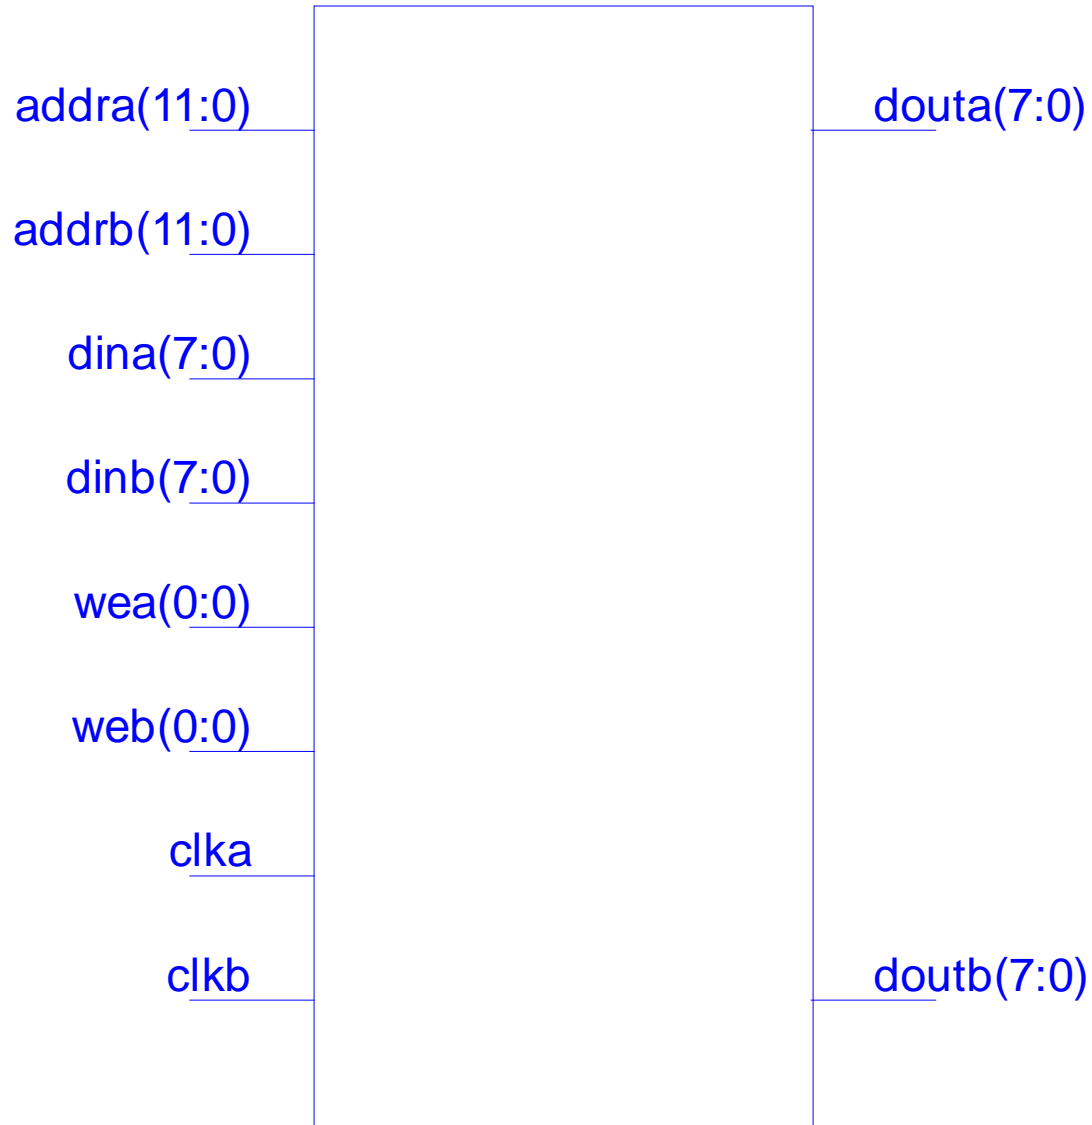 addra(11:0)
douta(7:0)
addrb(11:0)
dina(7:0)
dinb(7:0)
wea(0:0)
web(0:0)
clka
clkb
doutb(7:0)